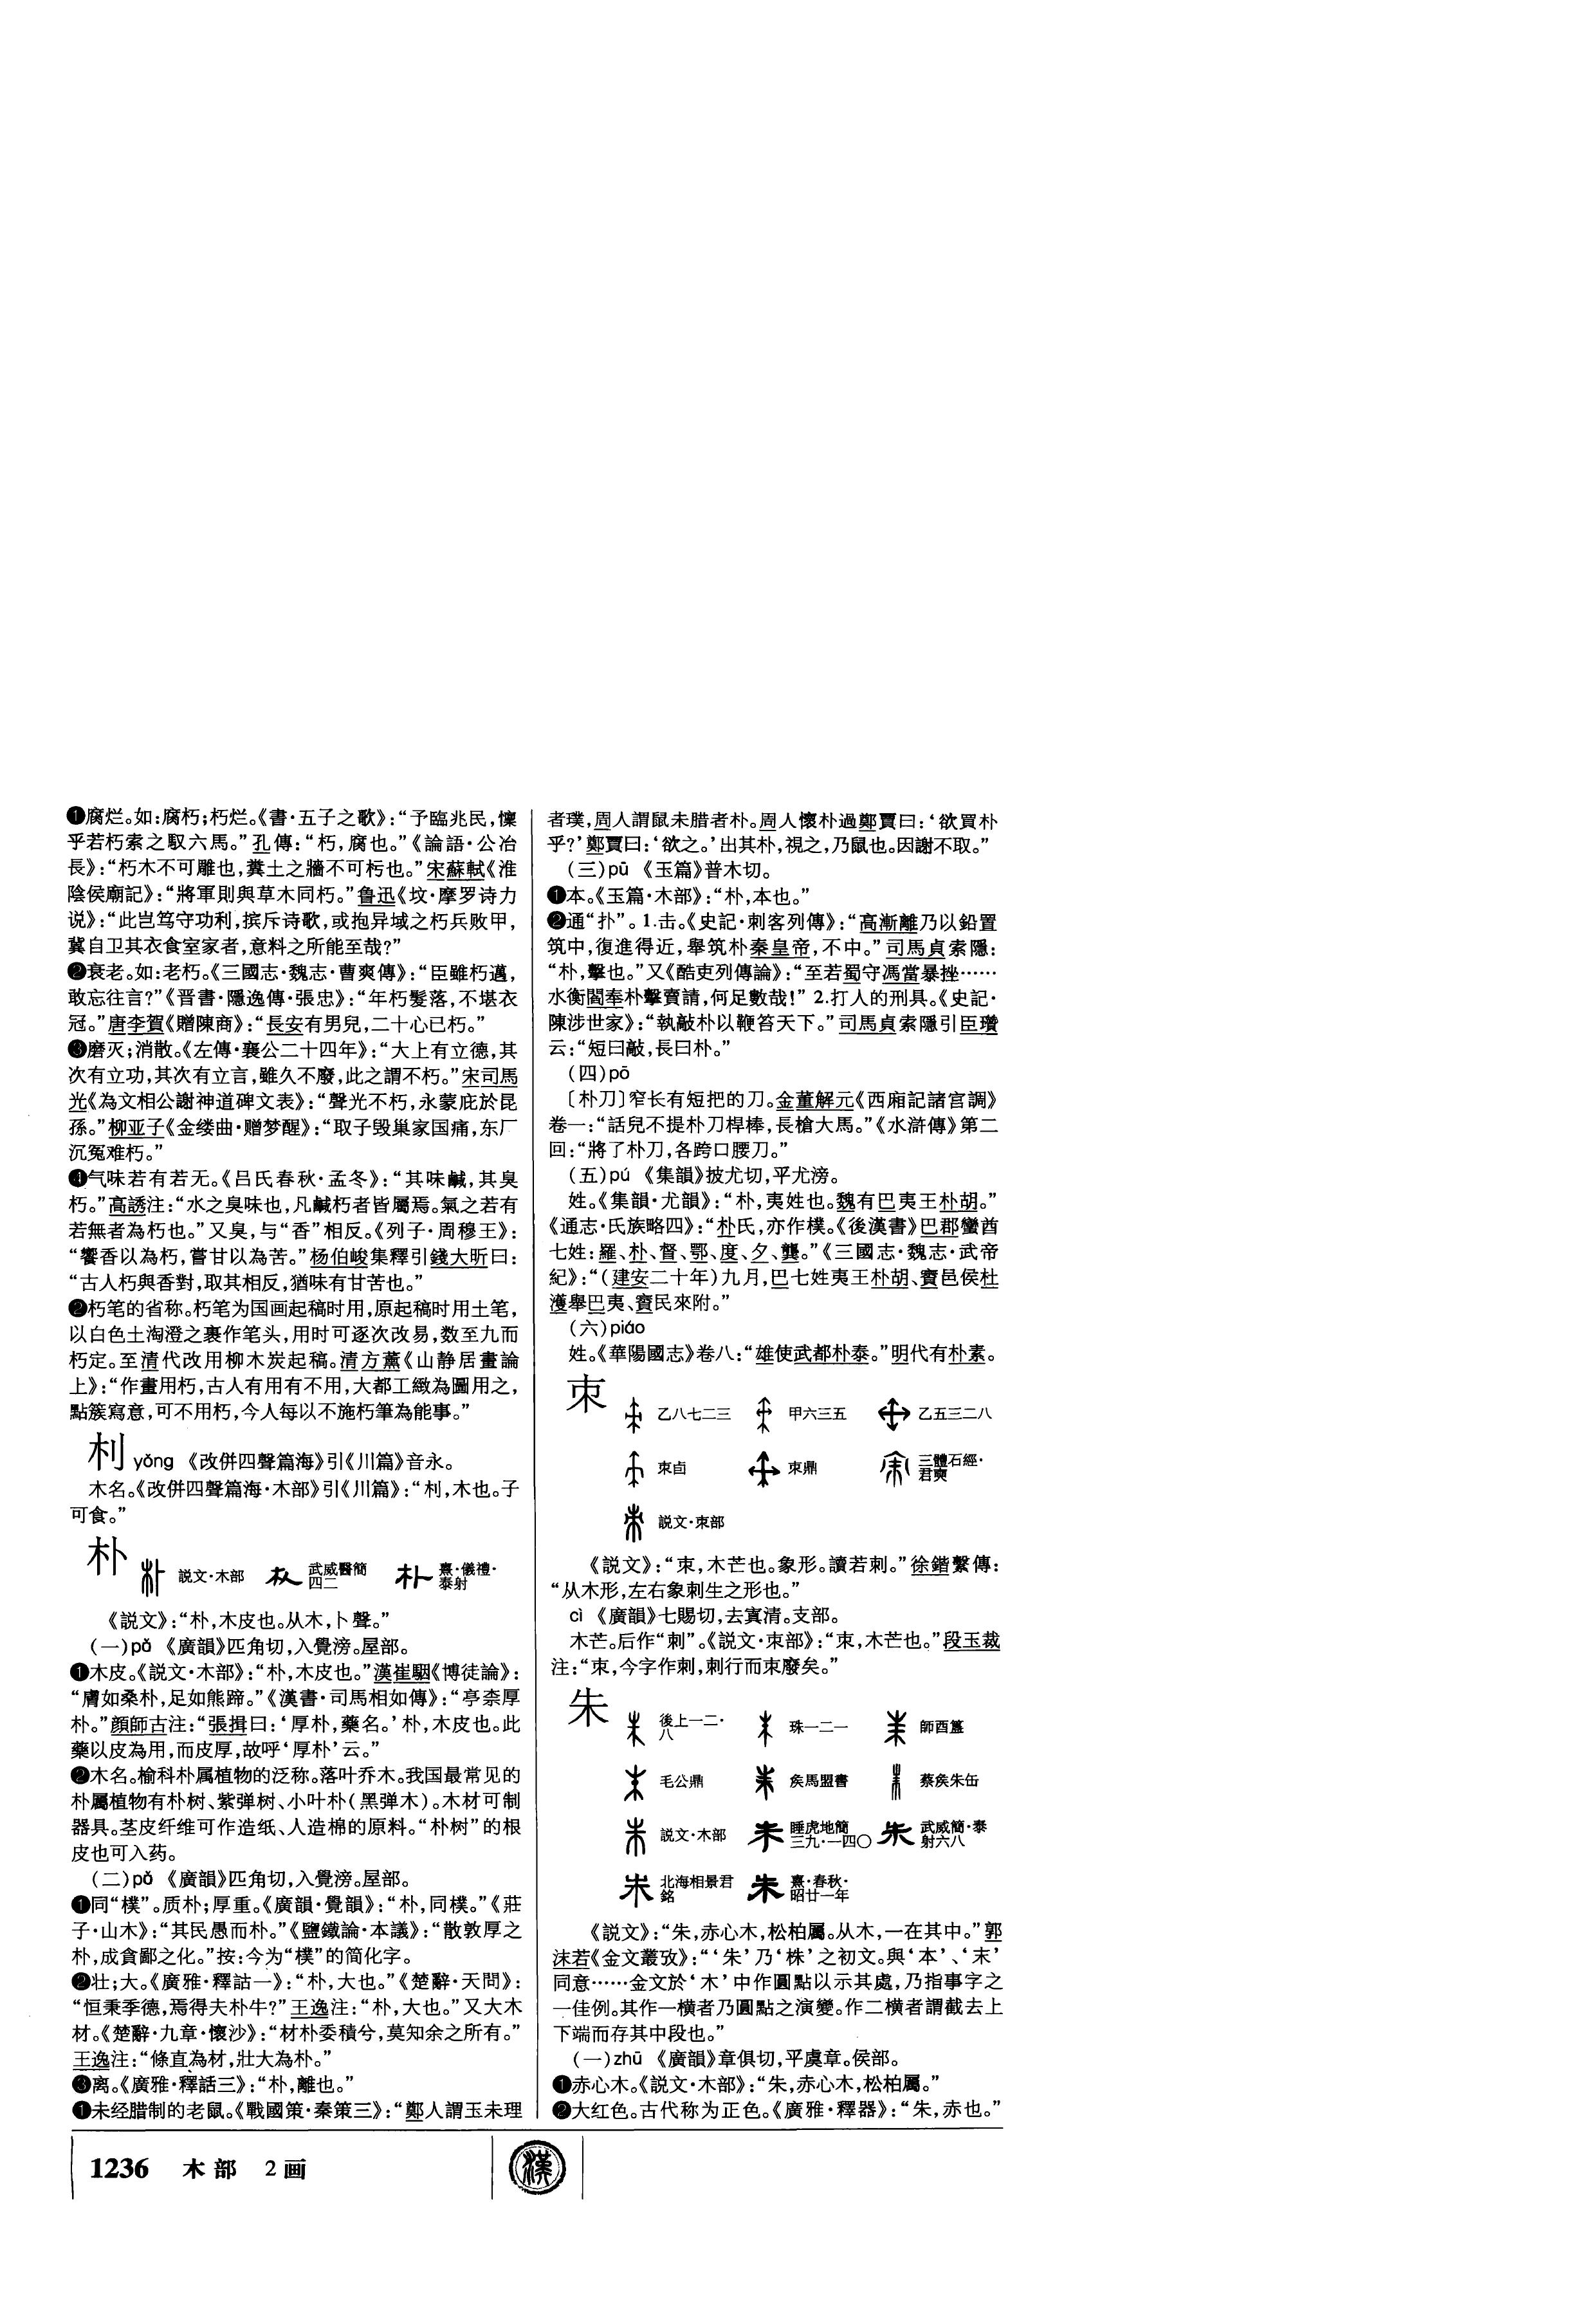 ❶腐烂。如:腐朽;朽烂。《書·五子之歌》:“予臨兆民,懍
乎若朽索之馭六馬。”孔傳:“朽,腐也。”《論語·公冶
長》:“朽木不可雕也,糞土之牆不可杇也。”宋蘇軾《淮
陰侯廟記》:“將軍則與草木同朽。”鲁迅《坟·摩罗诗力
说》:“此岂笃守功利,摈斥诗歌,或抱异域之朽兵败甲,
冀自卫其衣食室家者,意料之所能至哉?”
❷衰老。如:老朽。《三國志·魏志·曹爽傳》:“臣雖朽邁,
敢忘往言?”《晋書·隱逸傳·張忠》:“年朽髮落,不堪衣
冠。”唐李賀《贈陳商》:“長安有男兒,二十心已朽。”
❸磨灭;消散。《左傳·襄公二十四年》:“大上有立德,其
次有立功,其次有立言,雖久不廢,此之謂不朽。”宋司馬
光《為文相公謝神道碑文表》:“聲光不朽,永蒙庇於昆
孫。”柳亚子《金缕曲·赠梦醒》:“取子毁巢家国痛,东厂
沉冤难朽。”
❹气味若有若无。《吕氏春秋·孟冬》:“其味鹹,其臭
朽。”高誘注:“水之臭味也,凡鹹朽者皆屬焉。氣之若有
若無者為朽也。”又臭,与“香”相反。《列子·周穆王》:
“饗香以為朽,嘗甘以為苦。”杨伯峻集釋引錢大昕曰:
“古人朽與香對,取其相反,猶味有甘苦也。”
❷朽笔的省称。朽笔为国画起稿时用,原起稿时用土笔,
以白色土淘澄之裹作笔头,用时可逐次改易,数至九而
朽定。至清代改用柳木炭起稿。清方薰《山静居畫論
上》:“作畫用朽,古人有用有不用,大都工緻為圖用之,
點簇寫意,可不用朽,今人每以不施朽筆為能事。”
朻 yǒng 《改併四聲篇海》引《川篇》音永。
木名。《改併四聲篇海·木部》引《川篇》:“,木也。子
可食。”
朴 説文·木部 武威醫簡四二 熹·儀禮·泰射
《説文》:“朴,木皮也。从木,卜聲。”
(一)pǒ 《廣韻》匹角切,入覺滂。屋部。
❶木皮。《説文·木部》:“朴,木皮也。”漢崔駰《博徒論》:
“膚如桑朴,足如熊蹄。”《漢書·司馬相如傳》:“亭柰厚
朴。”顔師古注:“張揖曰:‘厚朴,藥名。’朴,木皮也。此
藥以皮為用,而皮厚,故呼‘厚朴’云。”
❷木名。榆科朴属植物的泛称。落叶乔木。我国最常见的
朴屬植物有朴树、紫弹树、小叶朴(黑弹木)。木材可制
器具。茎皮纤维可作造纸、人造棉的原料。“朴树”的根
皮也可入药。
(二)pǒ 《廣韻》匹角切,入覺滂。屋部。
❶同“樸”。质朴;厚重。《廣韻·覺韻》:“朴,同樸。”《莊
子·山木》:“其民愚而朴。”《鹽鐵論·本議》:“散敦厚之
朴,成貪鄙之化。”按:今为“樸”的简化字。
❷壮;大。《廣雅·釋詁一》:“朴,大也。”《楚辭·天問》:
“恒秉季德,焉得夫朴牛?”王逸注:“朴,大也。”又大木
材。《楚辭·九章·懷沙》:“材朴委積兮,莫知余之所有。”
王逸注:“條直為材,壯大為朴。”
❸离。《廣雅·釋話三》:“朴,離也。”
❶未经腊制的老鼠。《戰國策·秦策三》:“鄭人謂玉未理
者璞,周人謂鼠未腊者朴。周人懷朴過鄭賈曰:‘欲買朴
乎?’鄭賈曰:‘欲之。’出其朴,視之,乃鼠也。因謝不取。”
(三)pū 《玉篇》普木切。
❶本。《玉篇·木部》:“朴,本也。”
❷通“扑”。1.击。《史記·刺客列傳》:“高漸離乃以鉛置
筑中,復進得近,舉筑朴秦皇帝,不中。”司馬貞索隱:
“朴,擊也。”又《酷吏列傳論》:“至若蜀守馮當暴挫……
水衡閻奉朴擊賣請,何足數哉!”2.打人的刑具。《史記·
陳涉世家》:“執敲朴以鞭笞天下。”司馬貞索隱引臣瓚
云:“短曰敲,長曰朴。”
(四)pō
〔朴刀〕窄长有短把的刀。金董解元《西廂記諸宫調》
卷一:“話兒不提朴刀桿棒,長槍大馬。”《水滸傳》第二
回:“將了朴刀,各跨口腰刀。”
(五)pú 《集韻》披尤切,平尤滂。
姓。《集韻·尤韻》:“朴,夷姓也。魏有巴夷王朴胡。”
《通志·氏族略四》:“朴氏,亦作樸。《後漢書》巴郡蠻酋
七姓:羅、朴、督、鄂、度、夕、龔。”《三國志·魏志·武帝
紀》:“(建安二十年)九月,巴七姓夷王朴胡、賨邑侯杜
濩舉巴夷、賨民來附。”
(六)piáo
姓。《華陽國志》卷八:“雄使武都朴泰。”明代有朴素。
朿 乙八七二三 甲六三五 乙五三二八
朿卣 朿鼎 三體石經·君奭
説文·朿部
《説文》:“朿,木芒也。象形。讀若刺。”徐鍇繫傳:
“从木形,左右象刺生之形也。”
cì 《廣韻》七賜切,去寘清。支部。
木芒。后作“刺”。《説文·朿部》:“朿,木芒也。”段玉裁
注:“朿,今字作刺,刺行而朿廢矣。”
朱 後上一二·八 珠一二一 師酉簋
毛公鼎 矦馬盟書 蔡矦朱缶
説文·木部 睡虎地簡三九·一四〇 武威簡·泰射六八
北海相景君銘 熹·春秋·昭廿一年
《説文》:“朱,赤心木,松柏屬。从木,一在其中。”郭
沫若《金文叢攷》:“‘朱’乃‘株’之初文。與‘本’、‘末’
同意……金文於‘木’中作圓點以示其處,乃指事字之
一佳例。其作一横者乃圓點之演變。作二横者謂截去上
下端而存其中段也。”
(一)zhū 《廣韻》章俱切,平虞章。侯部。
❶赤心木。《説文·木部》:“朱,赤心木,松柏屬。”
❷大红色。古代称为正色。《廣雅·釋器》:“朱,赤也。”
1236 木部 2画
漢